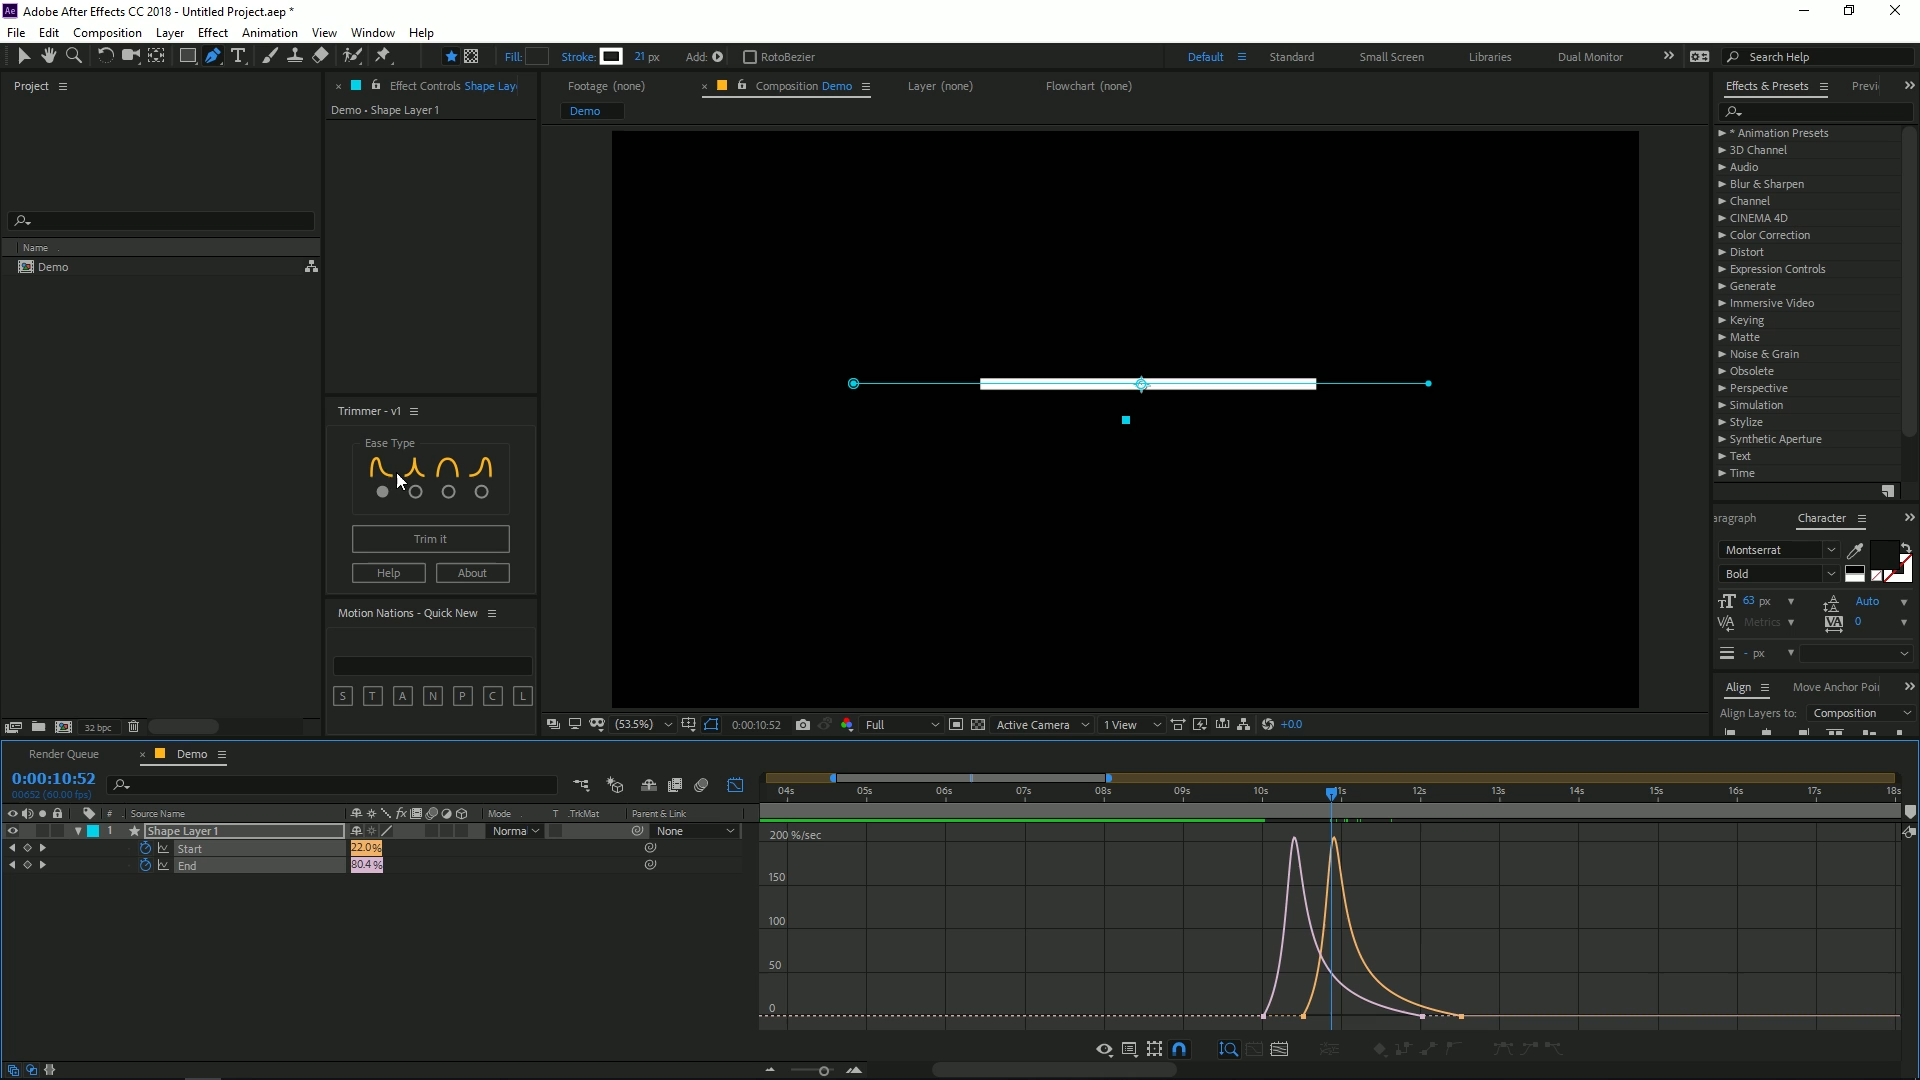 Ae Adobe After Effects CC 2018 - Untitled Project.aep *
File Edit Composition Layer Effect Animation View Window Help
Fill: Stroke: 21 px Add: RotoBezier Default Standard Small Screen Libraries Dual Monitor Search Help
Project
Effect Controls Shape Lay
Footage (none) Composition Demo Layer (none) Flowchart (none)
Effects & Presets Previ
Demo • Shape Layer 1
Demo
* Animation Presets
3D Channel
Audio
Blur & Sharpen
Channel
CINEMA 4D
Color Correction
Distort
Expression Controls
Generate
Immersive Video
Keying
Matte
Noise & Grain
Obsolete
Perspective
Simulation
Stylize
Synthetic Aperture
Text
Time
Name
Demo
Trimmer - v1
Ease Type
Trim it
Help About
Motion Nations - Quick New
S T A N P C L
aragraph Character
Montserrat
Bold
63 px Auto
Metrics 0
- px
Align Move Anchor Poi
Align Layers to: Composition
32 bpc
(53.5%) 0:00:10:52 Full Active Camera 1 View +0.0
Render Queue Demo
0:00:10:52
00652 (60.00 fps)
04s 05s 06s 07s 08s 09s 10s 11s 12s 13s 14s 15s 16s 17s 18s
# Source Name fx Mode T .TrkMat Parent & Link
1 Shape Layer 1 Norma None
Start 22.0%
End 80.4%
200 %/sec
150
100
50
0